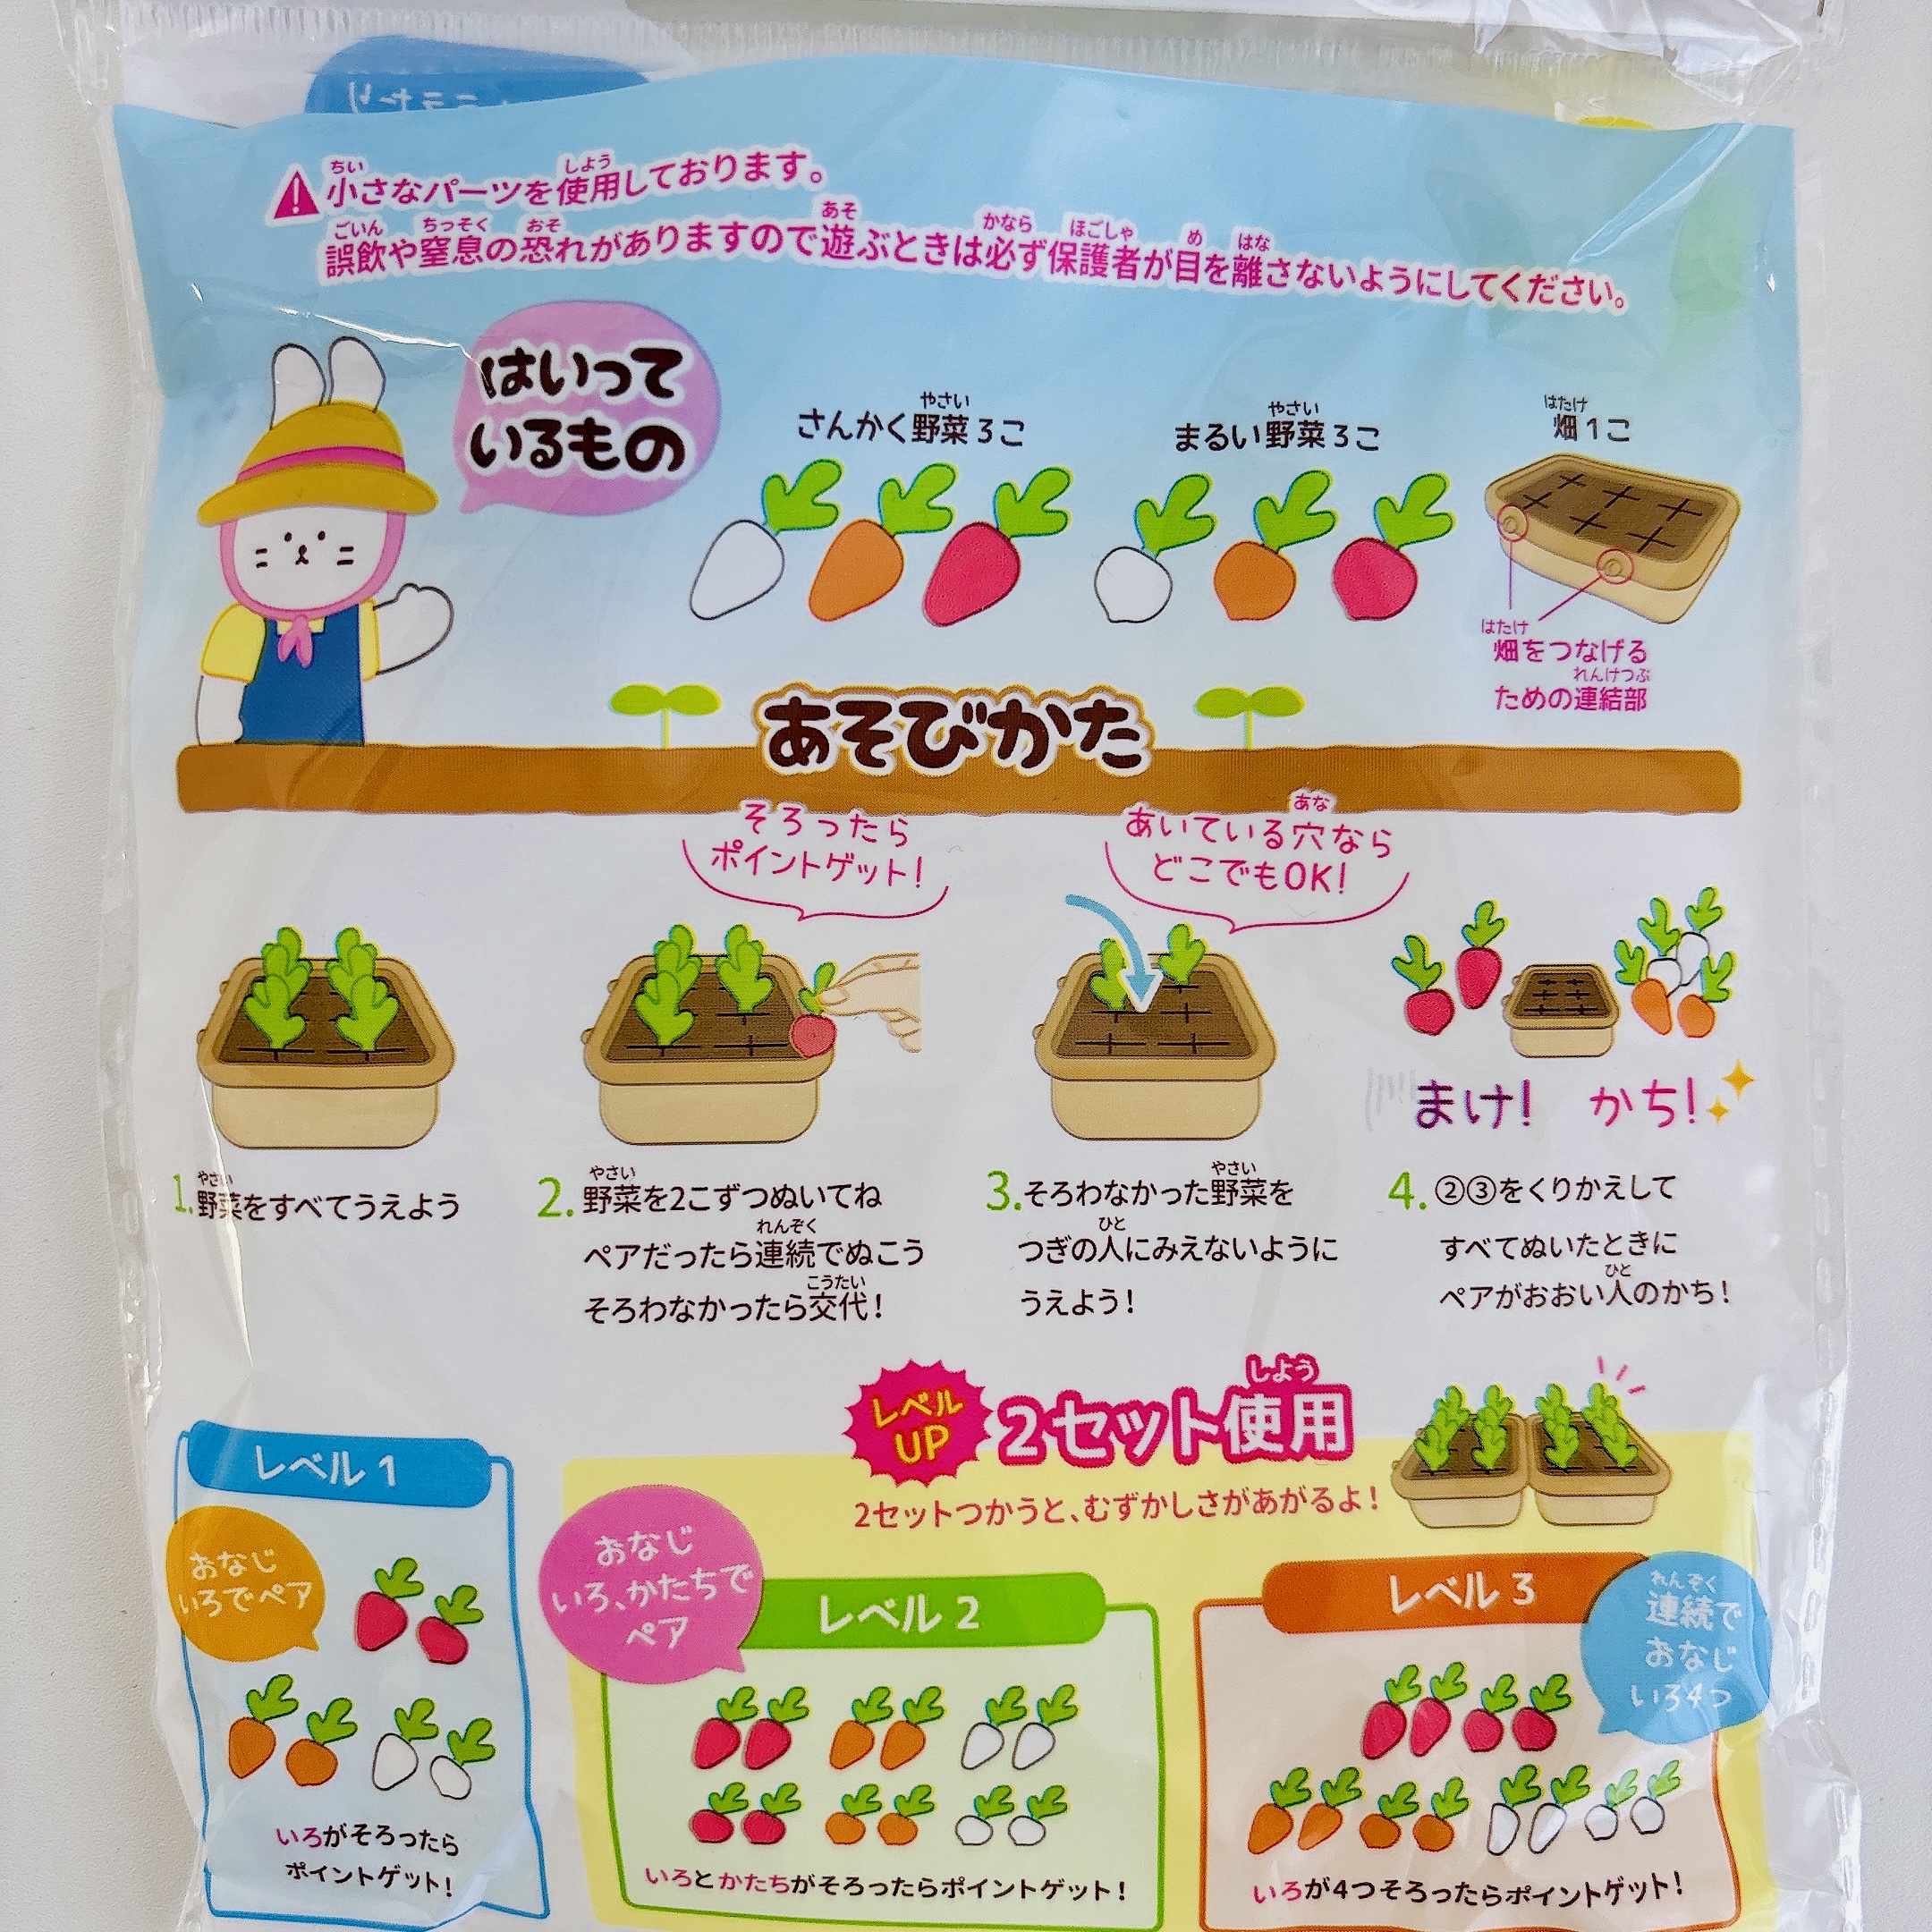 小さなパーツを使用しております。
誤飲や窒息の恐れがありますので遊ぶときは必ず保護者が目を離さないようにしてください。
はいって
いるもの
さんかく野菜3こ
まるい野菜3こ
畑1こ
畑をつなげる
ための連結部
あそびかた
そろったら
ポイントゲット!
あいている穴なら
どこでもOK!
まけ!
かち!
1.野菜をすべてうえよう
2.野菜を2こずつぬいてね
ペアだったら連続でぬこう
そろわなかったら交代!
3.そろわなかった野菜を
つぎの人にみえないように
うえよう!
4.②③をくりかえして
すべてぬいたときに
ペアがおおい人のかち!
レベル
UP
2セット使用
2セットつかうと、むずかしさがあがるよ!
レベル1
おなじ
いろでペア
いろがそろったら
ポイントゲット!
おなじ
いろ、かたちで
ペア
レベル2
いろとかたちがそろったらポイントゲット!
レベル3
連続で
おなじ
いろ4つ
いろが4つそろったらポイントゲット!